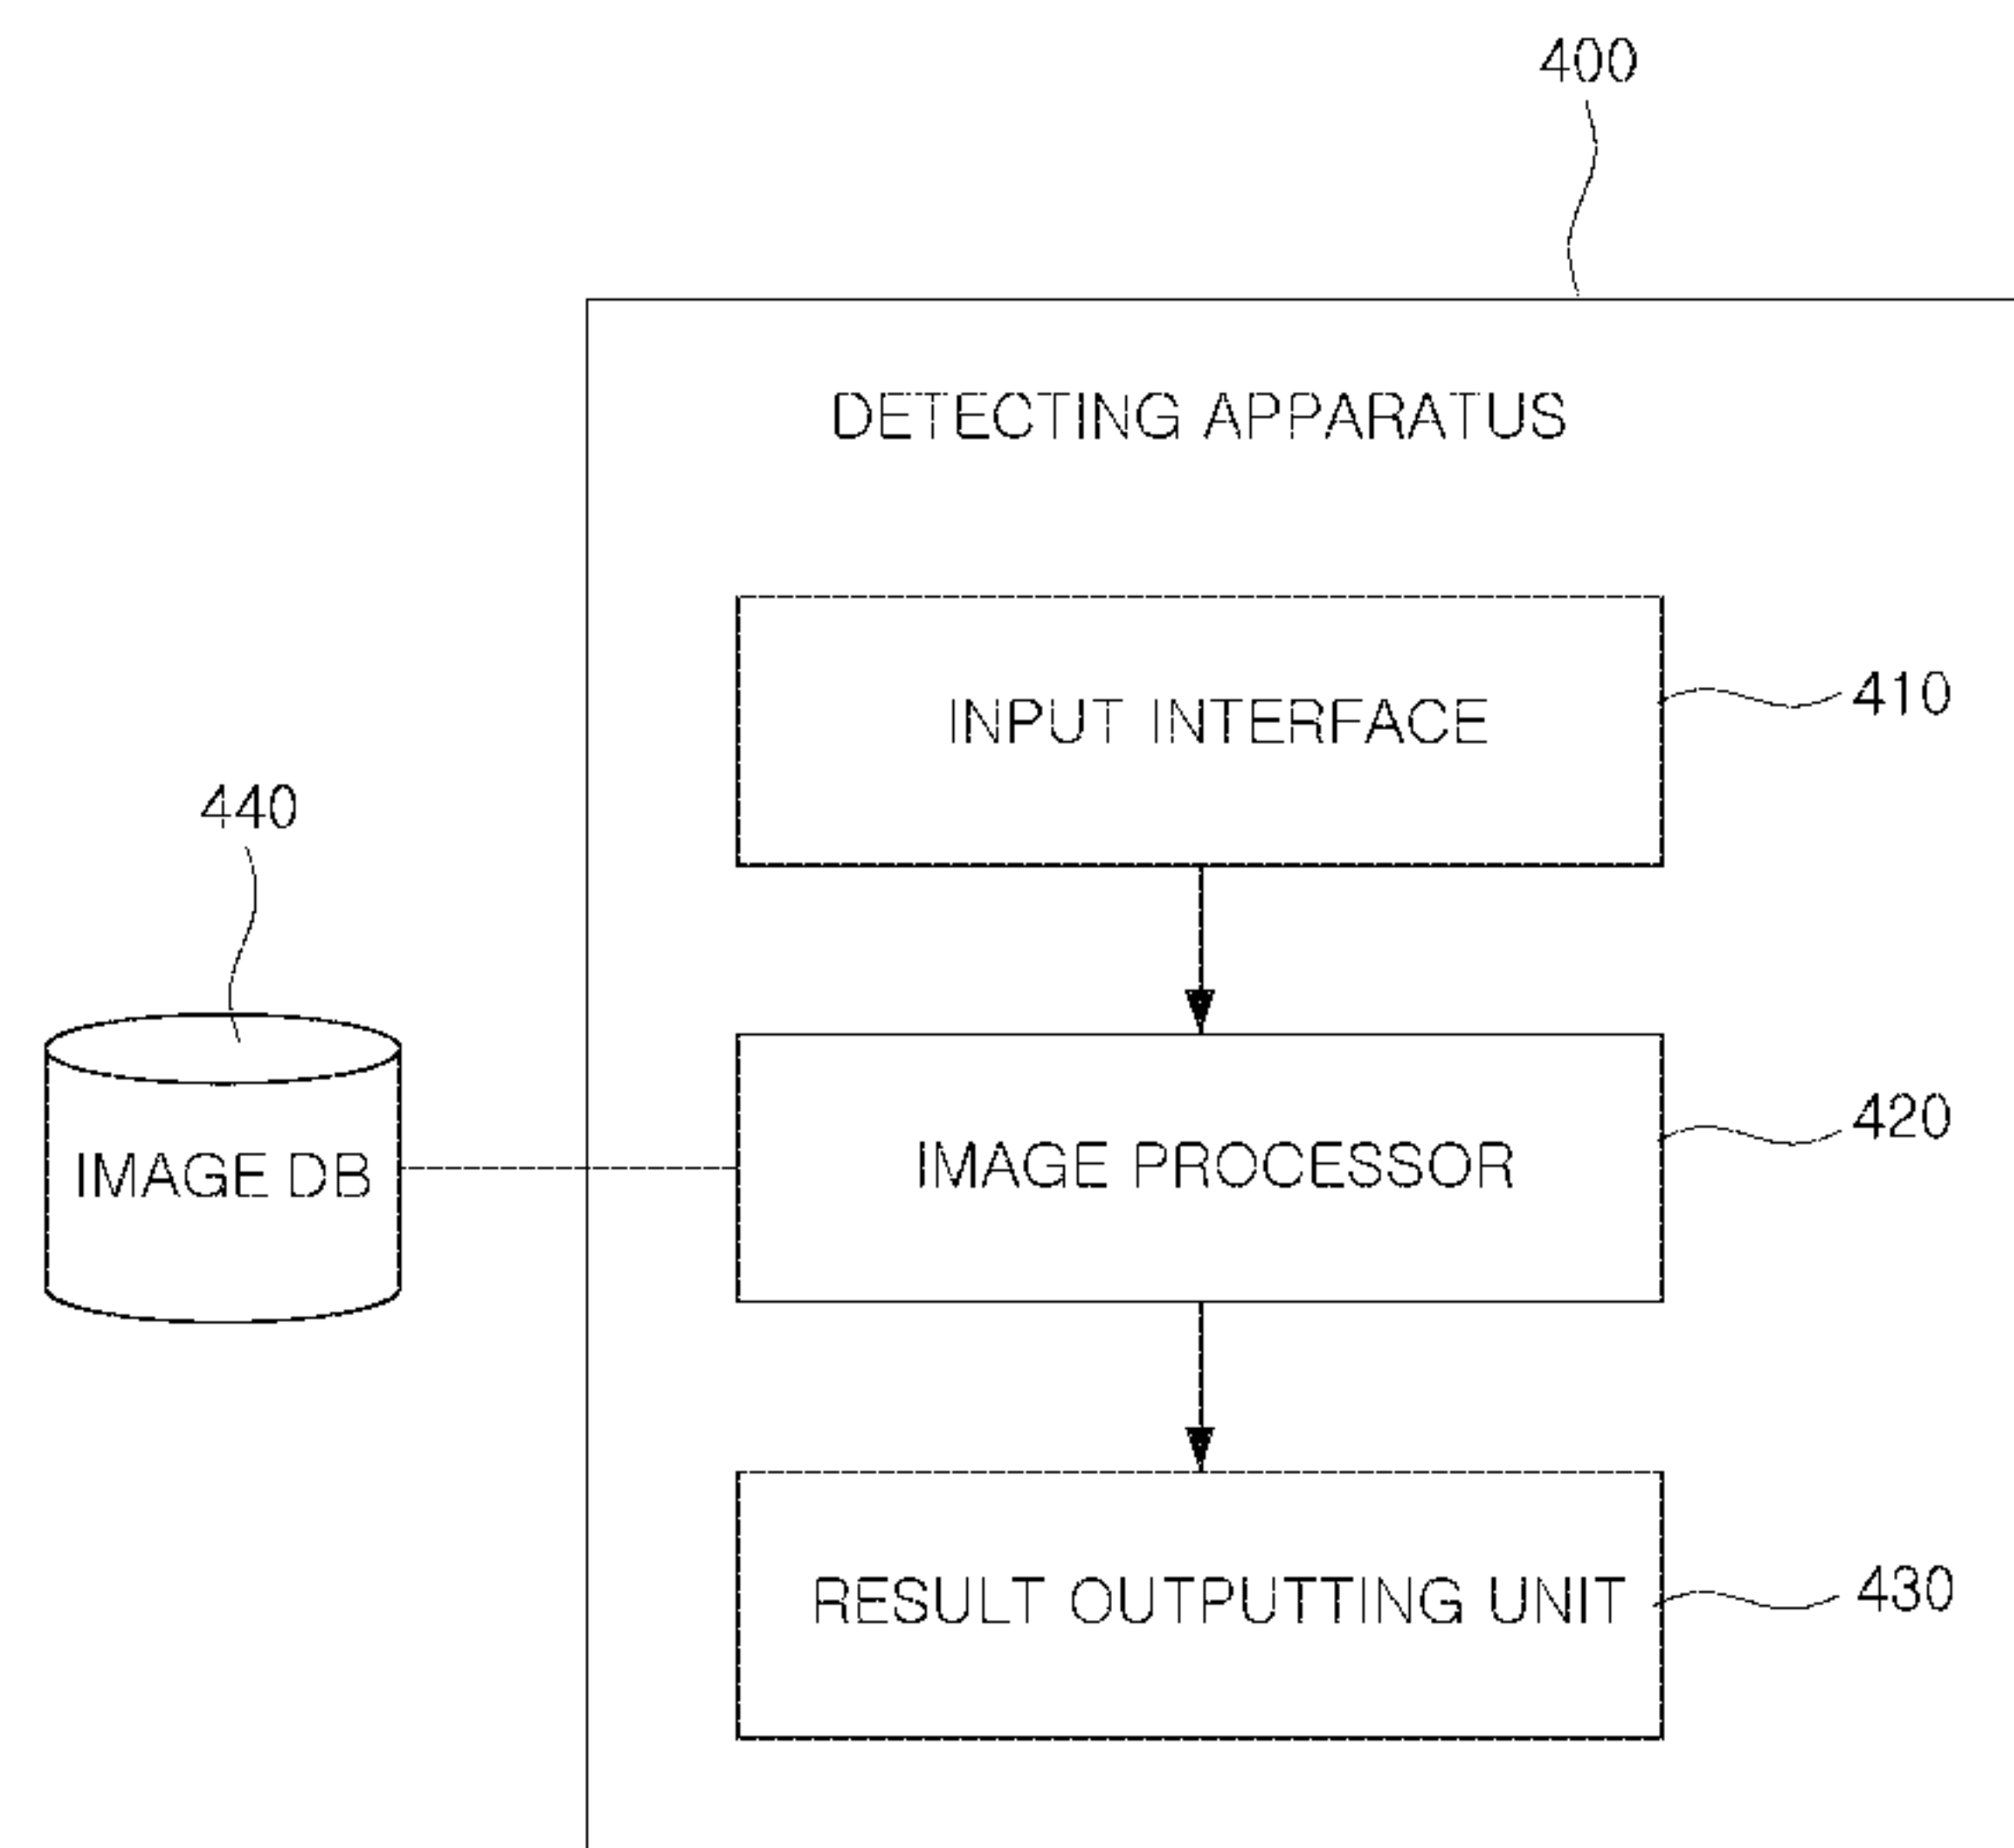 400
DETECTING APPARATUS
INPUT INTERFACE
410
440
IMAGE DB
IMAGE PROCESSOR
420
RESULT OUTPUTTING UNIT
430